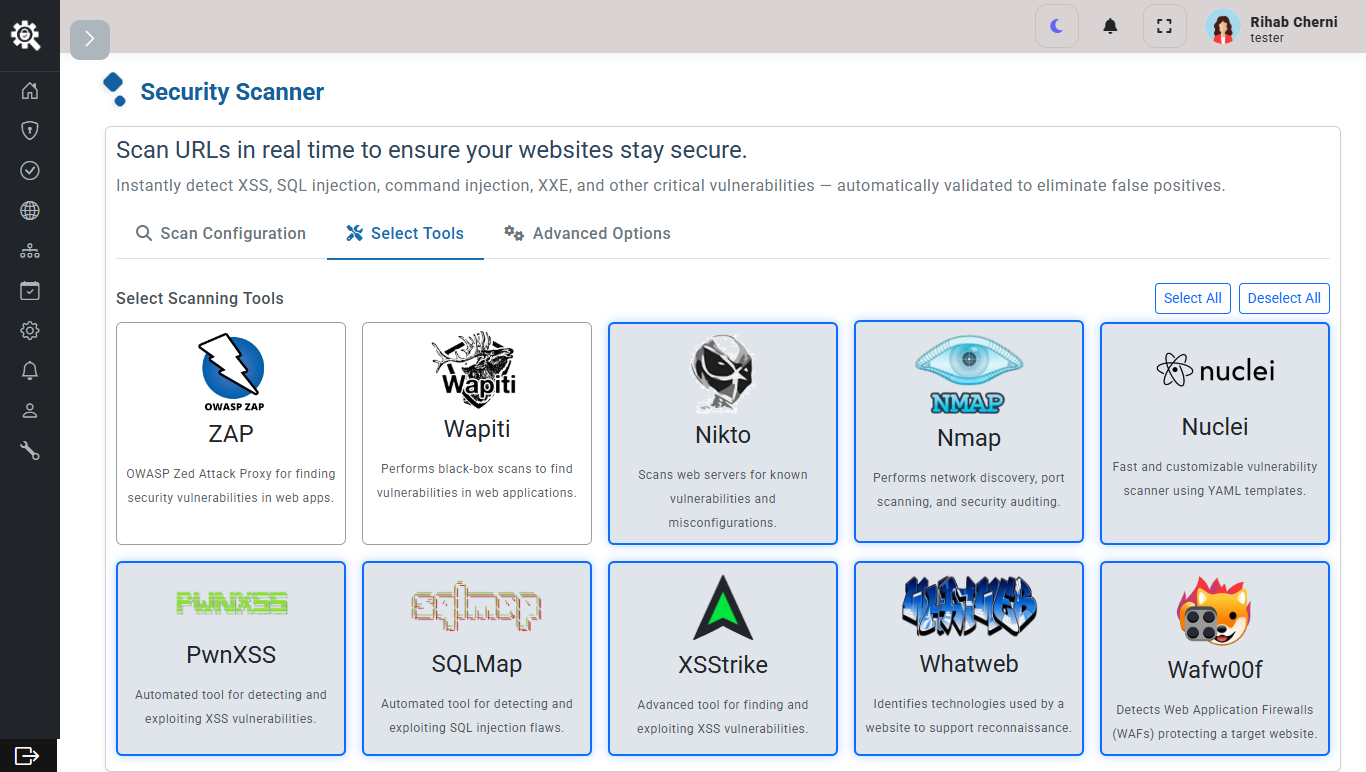 Rihab Cherni
tester
Security Scanner
Scan URLs in real time to ensure your websites stay secure.
Instantly detect XSS, SQL injection, command injection, XXE, and other critical vulnerabilities — automatically validated to eliminate false positives.
Scan Configuration
Select Tools
Advanced Options
Select Scanning Tools
Select All
Deselect All
OWASP ZAP
ZAP
OWASP Zed Attack Proxy for finding
security vulnerabilities in web apps.
Wapiti
Wapiti
Performs black-box scans to find
vulnerabilities in web applications.
Nikto
Scans web servers for known
vulnerabilities and
misconfigurations.
NMAP
Nmap
Performs network discovery, port
scanning, and security auditing.
nuclei
Nuclei
Fast and customizable vulnerability
scanner using YAML templates.
PWNXSS
PwnXSS
Automated tool for detecting and
exploiting XSS vulnerabilities.
sqlmap
SQLMap
Automated tool for detecting and
exploiting SQL injection flaws.
XSStrike
Advanced tool for finding and
exploiting XSS vulnerabilities.
WHATWEB
Whatweb
Identifies technologies used by a
website to support reconnaissance.
Wafw00f
Detects Web Application Firewalls
(WAFs) protecting a target website.